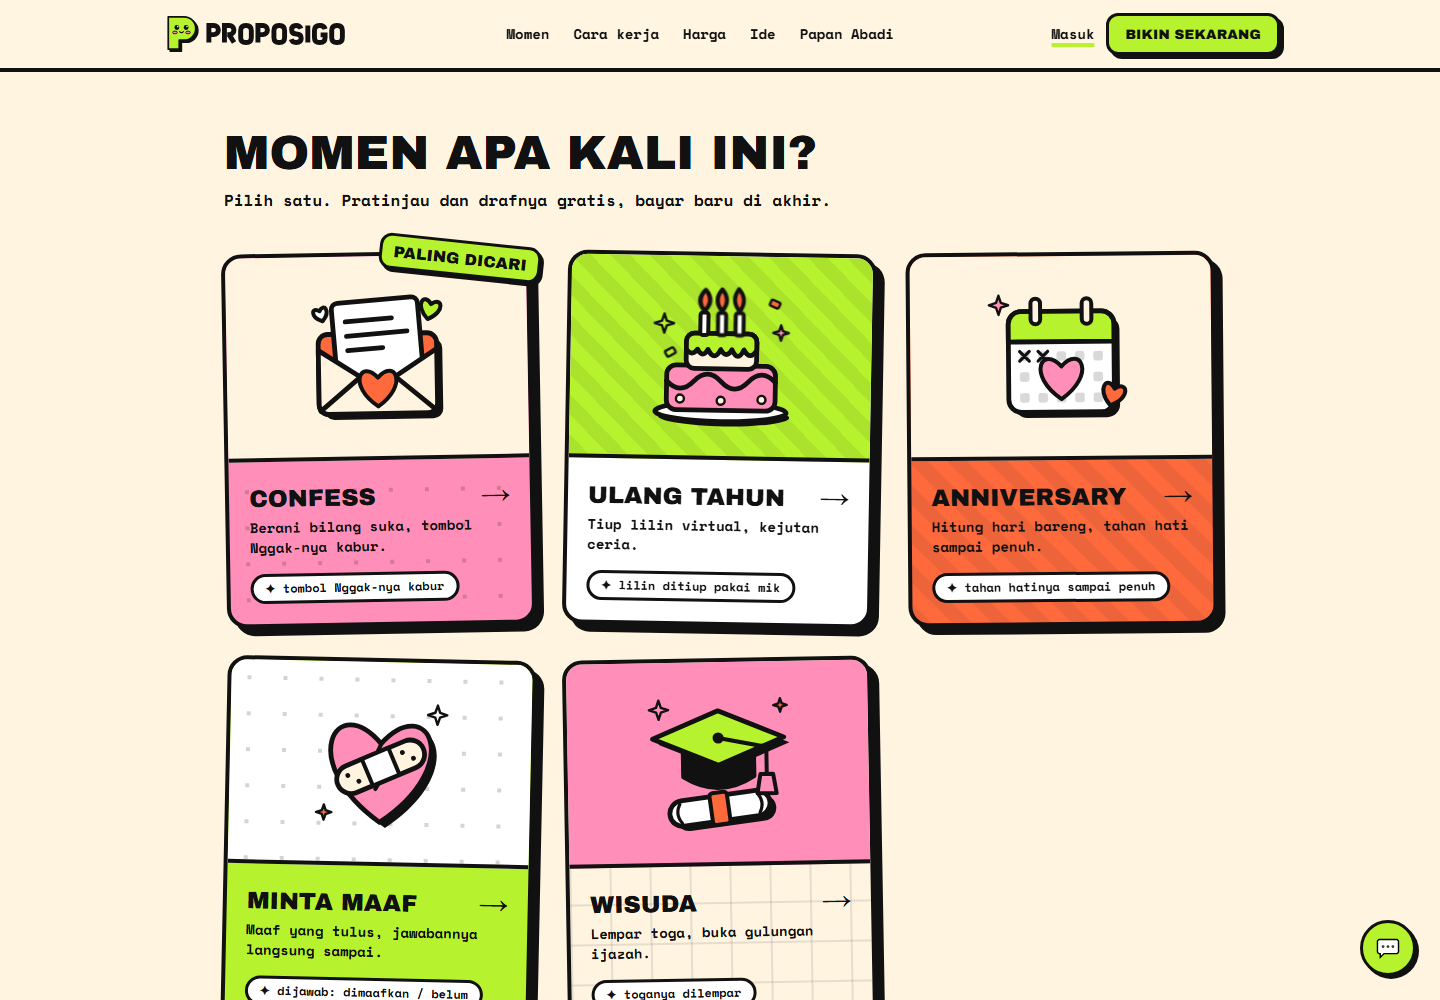 PROPOSIGO
Momen
Cara kerja
Harga
Ide
Papan Abadi
Masuk
BIKIN SEKARANG
MOMEN APA KALI INI?
Pilih satu. Pratinjau dan drafnya gratis, bayar baru di akhir.
PALING DICARI
CONFESS →
Berani bilang suka, tombol
Nggak-nya kabur.
✦ tombol Nggak-nya kabur
ULANG TAHUN →
Tiup lilin virtual, kejutan
ceria.
✦ lilin ditiup pakai mik
ANNIVERSARY →
Hitung hari bareng, tahan hati
sampai penuh.
✦ tahan hatinya sampai penuh
MINTA MAAF →
Maaf yang tulus, jawabannya
langsung sampai.
✦ dijawab: dimaafkan / belum
WISUDA →
Lempar toga, buka gulungan
ijazah.
✦ toganya dilempar